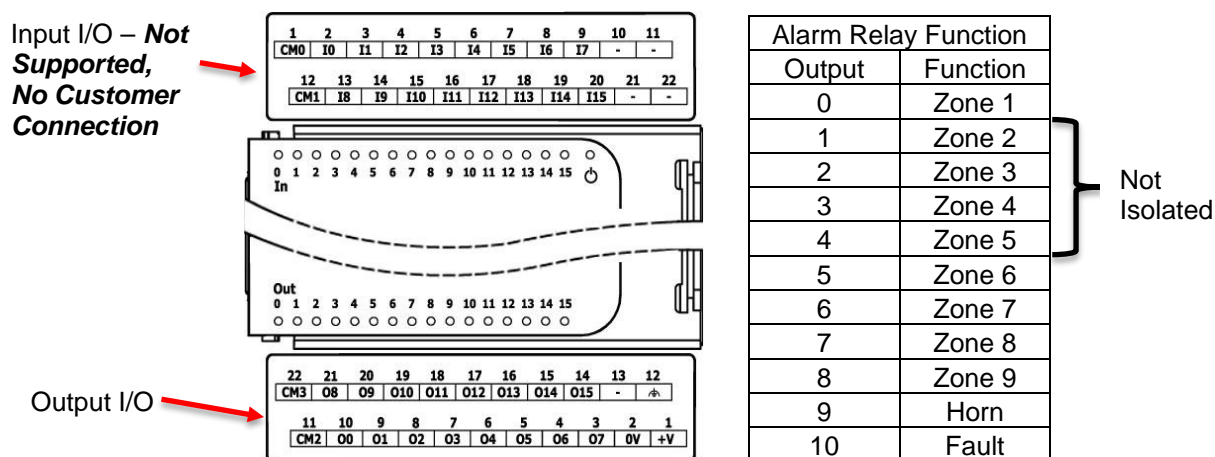 Input I/O – Not
Supported,
No Customer
Connection
1 2 3 4 5 6 7 8 9 10 11
CM0 I0 I1 I2 I3 I4 I5 I6 I7 - -
12 13 14 15 16 17 18 19 20 21 22
CM1 I8 I9 I10 I11 I12 I13 I14 I15 - -
0 1 2 3 4 5 6 7 8 9 10 11 12 13 14 15
In
Out
0 1 2 3 4 5 6 7 8 9 10 11 12 13 14 15
Output I/O
22 21 20 19 18 17 16 15 14 13 12
CM3 O8 O9 O10 O11 O12 O13 O14 O15 -
11 10 9 8 7 6 5 4 3 2 1
CM2 O0 O1 O2 O3 O4 O5 O6 O7 0V +V
Alarm Relay Function
Output Function
0 Zone 1
1 Zone 2
2 Zone 3
3 Zone 4
4 Zone 5
5 Zone 6
6 Zone 7
7 Zone 8
8 Zone 9
9 Horn
10 Fault
Not
Isolated